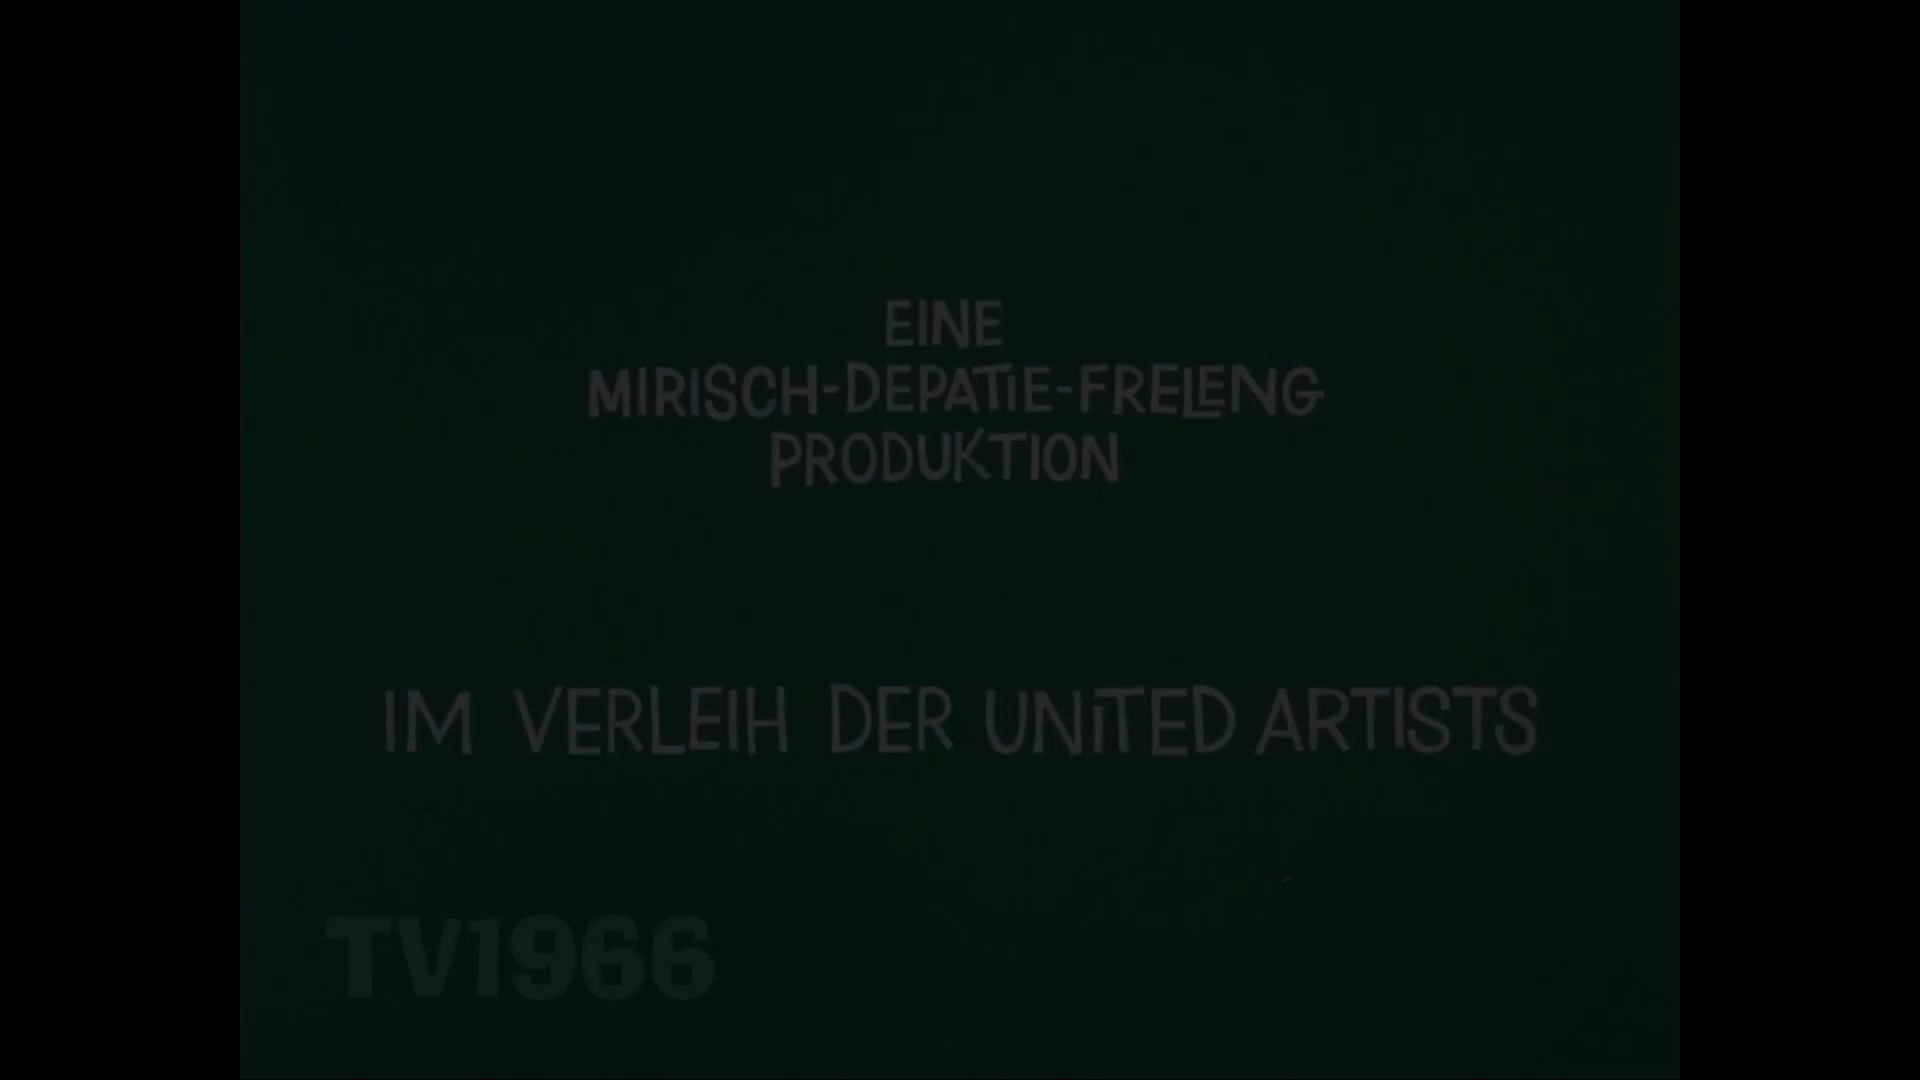 EINE
MIRISCH-DEPATIE-FRELENG
PRODUKTION
IM VERLEIH DER UNITED ARTISTS
TV1966